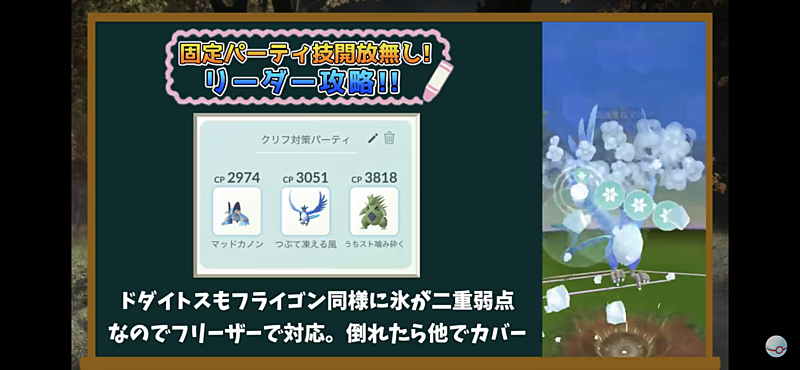 固定パーティ技開放無し!
リーダー攻略!!
クリフ対策パーティ
CP 2974 CP 3051 CP 3818
マッドカノン つぶて凍える風 うちスト噛み砕く
ドダイトスもフライゴン同様に氷が二重弱点
なのでフリーザーで対応。倒れたら他でカバー